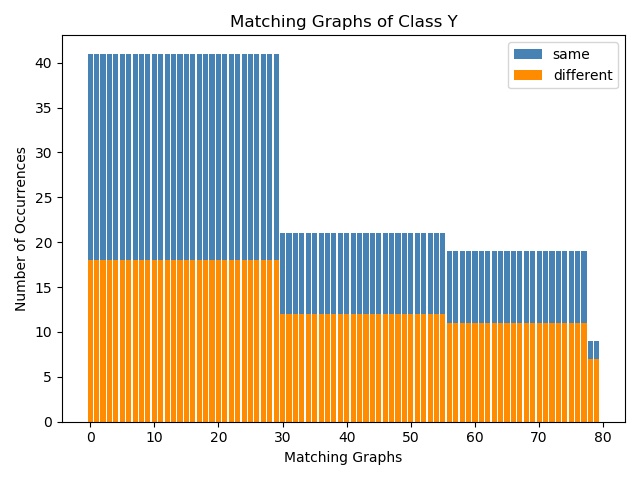 Matching Graphs of Class Y
same
different
Number of Occurrences
40
35
30
25
20
15
10
5
0
0 10 20 30 40 50 60 70 80
Matching Graphs